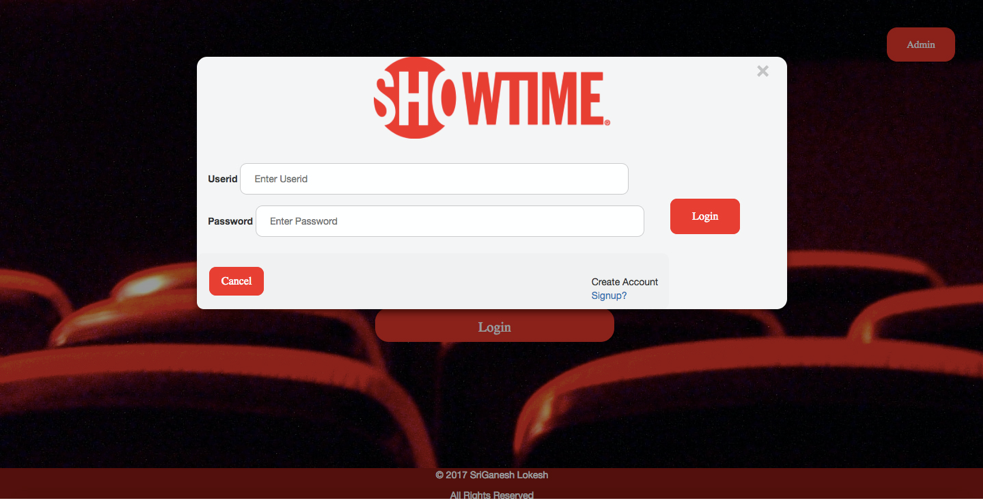 Admin
×
SHOWTIME®
Userid Enter Userid
Password Enter Password
Login
Cancel
Create Account
Signup?
Login
© 2017 SriGanesh Lokesh
All Rights Reserved